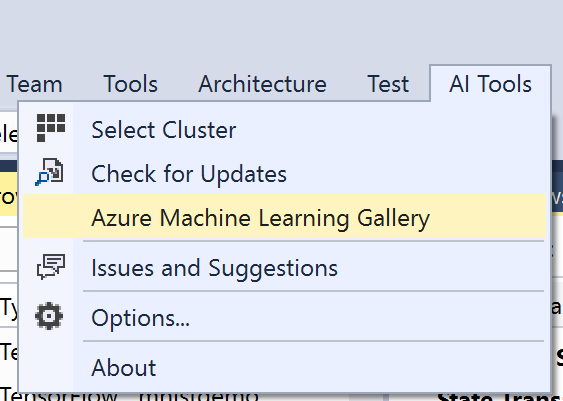 Team Tools Architecture Test AI Tools
Select Cluster
Check for Updates
Azure Machine Learning Gallery
Issues and Suggestions
Options...
About